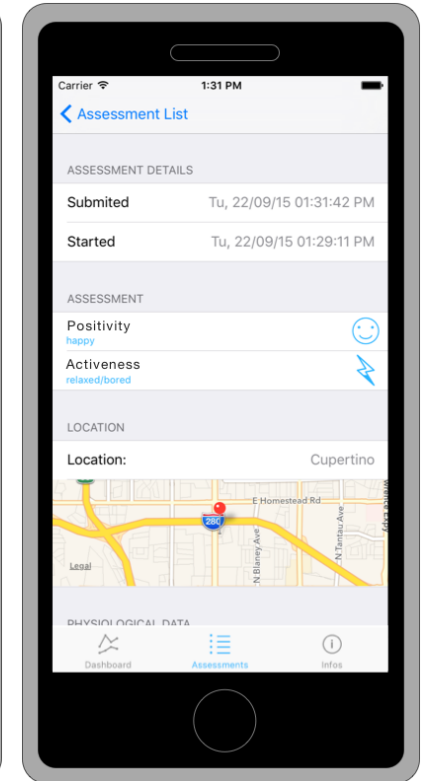 Carrier 1:31 PM
Assessment List
ASSESSMENT DETAILS
Submited Tu, 22/09/15 01:31:42 PM
Started Tu, 22/09/15 01:29:11 PM
ASSESSMENT
Positivity
happy
Activeness
relaxed/bored
LOCATION
Location: Cupertino
E Homestead Rd
280
N Blaney Ave
N Tantau Ave
Legal
PHYSIOLOGICAL DATA
Dashboard Assessments Infos